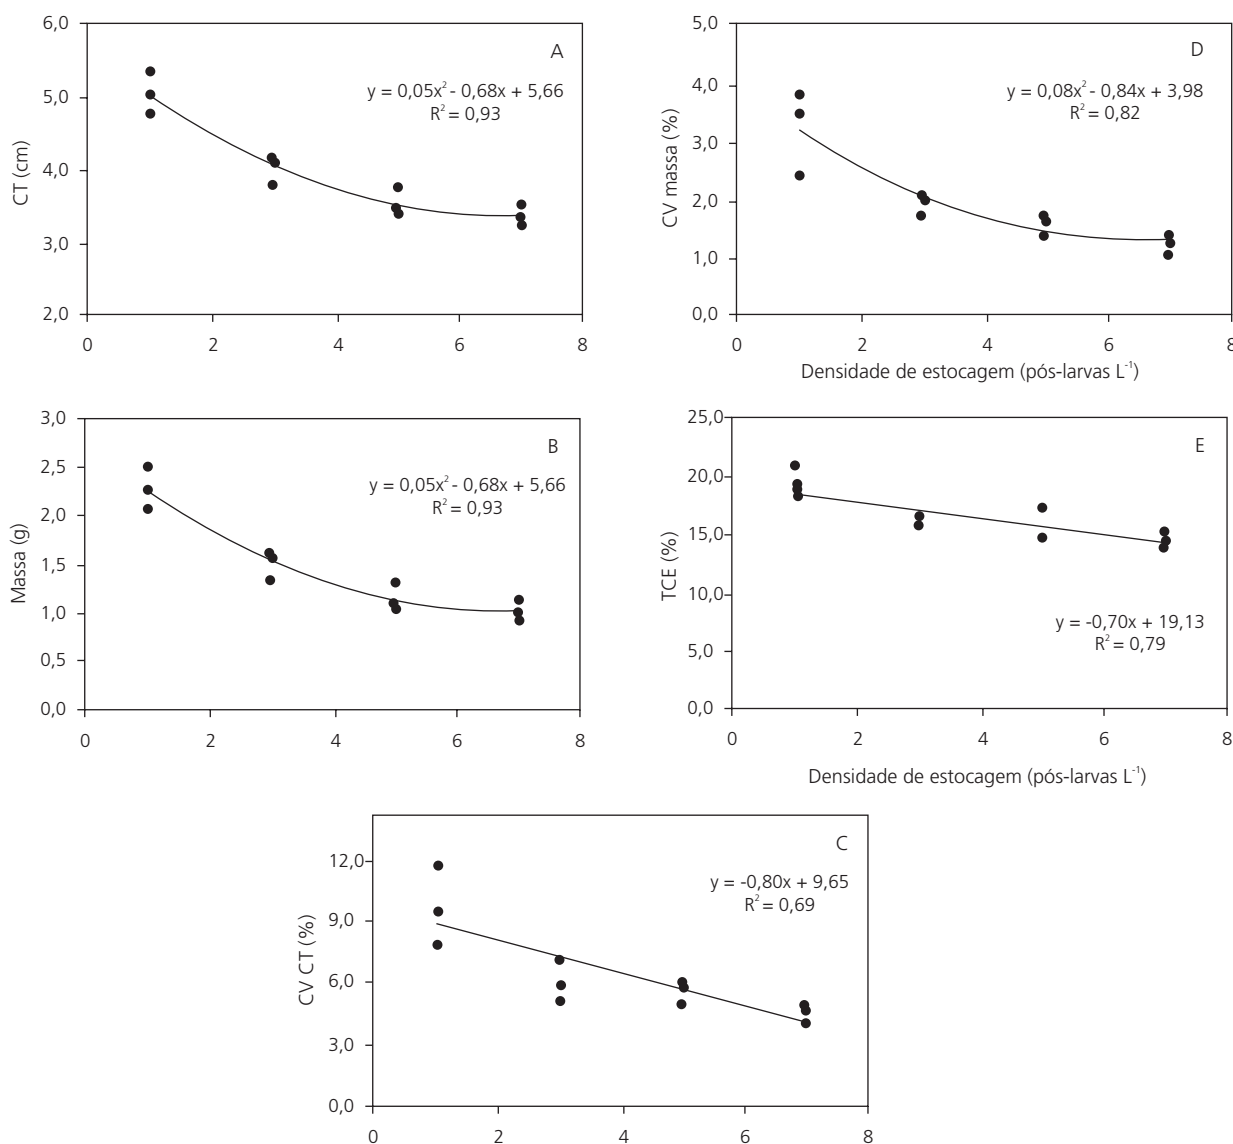 6,0
5,0
4,0
3,0
2,0
CT (cm)
A
y = 0,05x² - 0,68x + 5,66
R² = 0,93
0 2 4 6 8
5,0
4,0
3,0
2,0
1,0
0,0
CV massa (%)
D
y = 0,08x² - 0,84x + 3,98
R² = 0,82
0 2 4 6 8
Densidade de estocagem (pós-larvas L⁻¹)
3,0
2,5
2,0
1,5
1,0
0,5
0,0
Massa (g)
B
y = 0,05x² - 0,68x + 5,66
R² = 0,93
0 2 4 6 8
25,0
20,0
15,0
10,0
5,0
0,0
TCE (%)
E
y = -0,70x + 19,13
R² = 0,79
0 2 4 6 8
Densidade de estocagem (pós-larvas L⁻¹)
12,0
9,0
6,0
3,0
0,0
CV CT (%)
C
y = -0,80x + 9,65
R² = 0,69
0 2 4 6 8